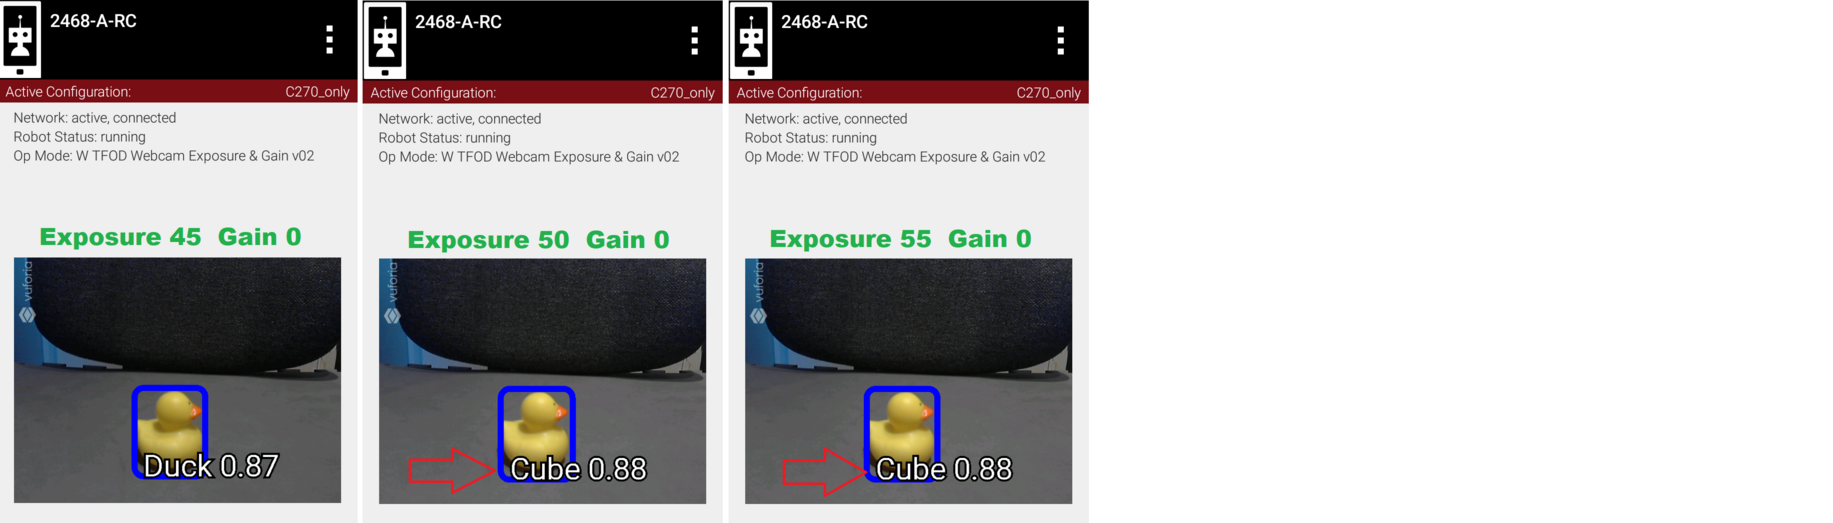 2468-A-RC
Active Configuration: C270_only
Network: active, connected
Robot Status: running
Op Mode: W TFOD Webcam Exposure & Gain v02
Exposure 45 Gain 0
vuforia
Duck 0.87
2468-A-RC
Active Configuration: C270_only
Network: active, connected
Robot Status: running
Op Mode: W TFOD Webcam Exposure & Gain v02
Exposure 50 Gain 0
vuforia
Cube 0.88
2468-A-RC
Active Configuration: C270_only
Network: active, connected
Robot Status: running
Op Mode: W TFOD Webcam Exposure & Gain v02
Exposure 55 Gain 0
vuforia
Cube 0.88